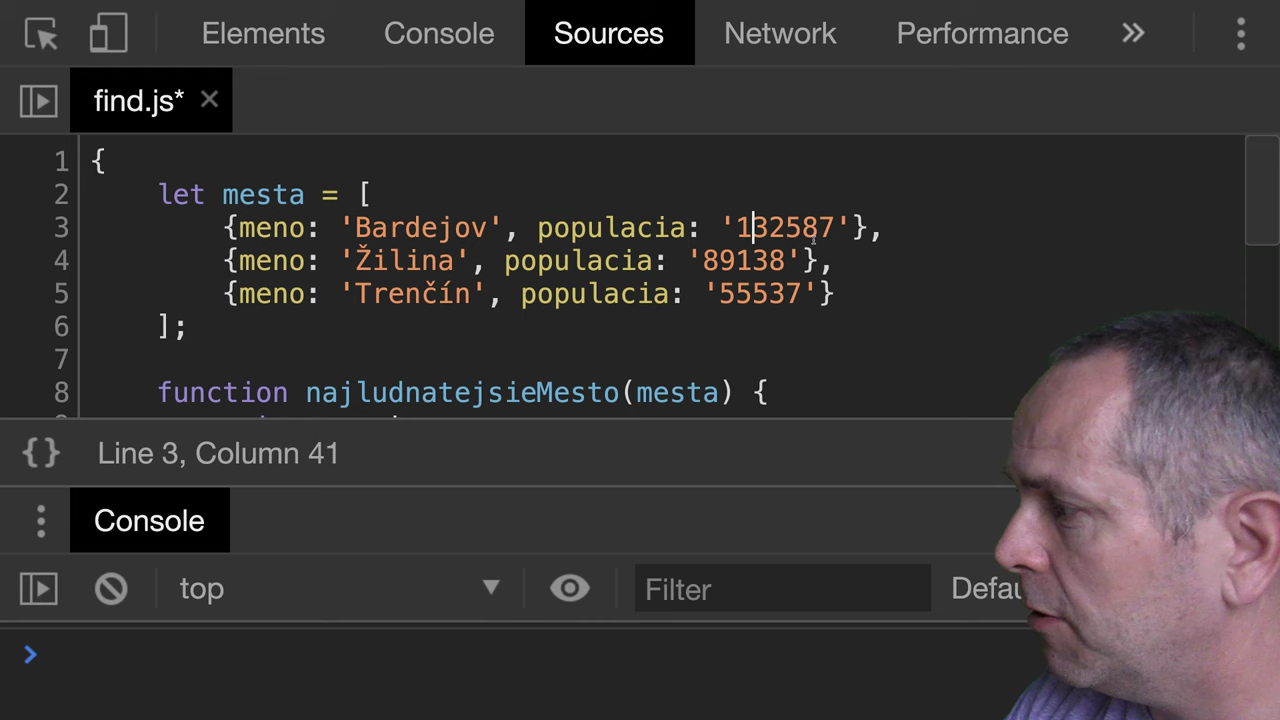 Elements Console Sources Network Performance »
find.js* ×
1 {
2 let mesta = [
3 {meno: 'Bardejov', populacia: '132587'},
4 {meno: 'Žilina', populacia: '89138'},
5 {meno: 'Trenčín', populacia: '55537'}
6 ];
7
8 function najludnatejsieMesto(mesta) {
{} Line 3, Column 41
Console
top ▼ Filter Defau
>